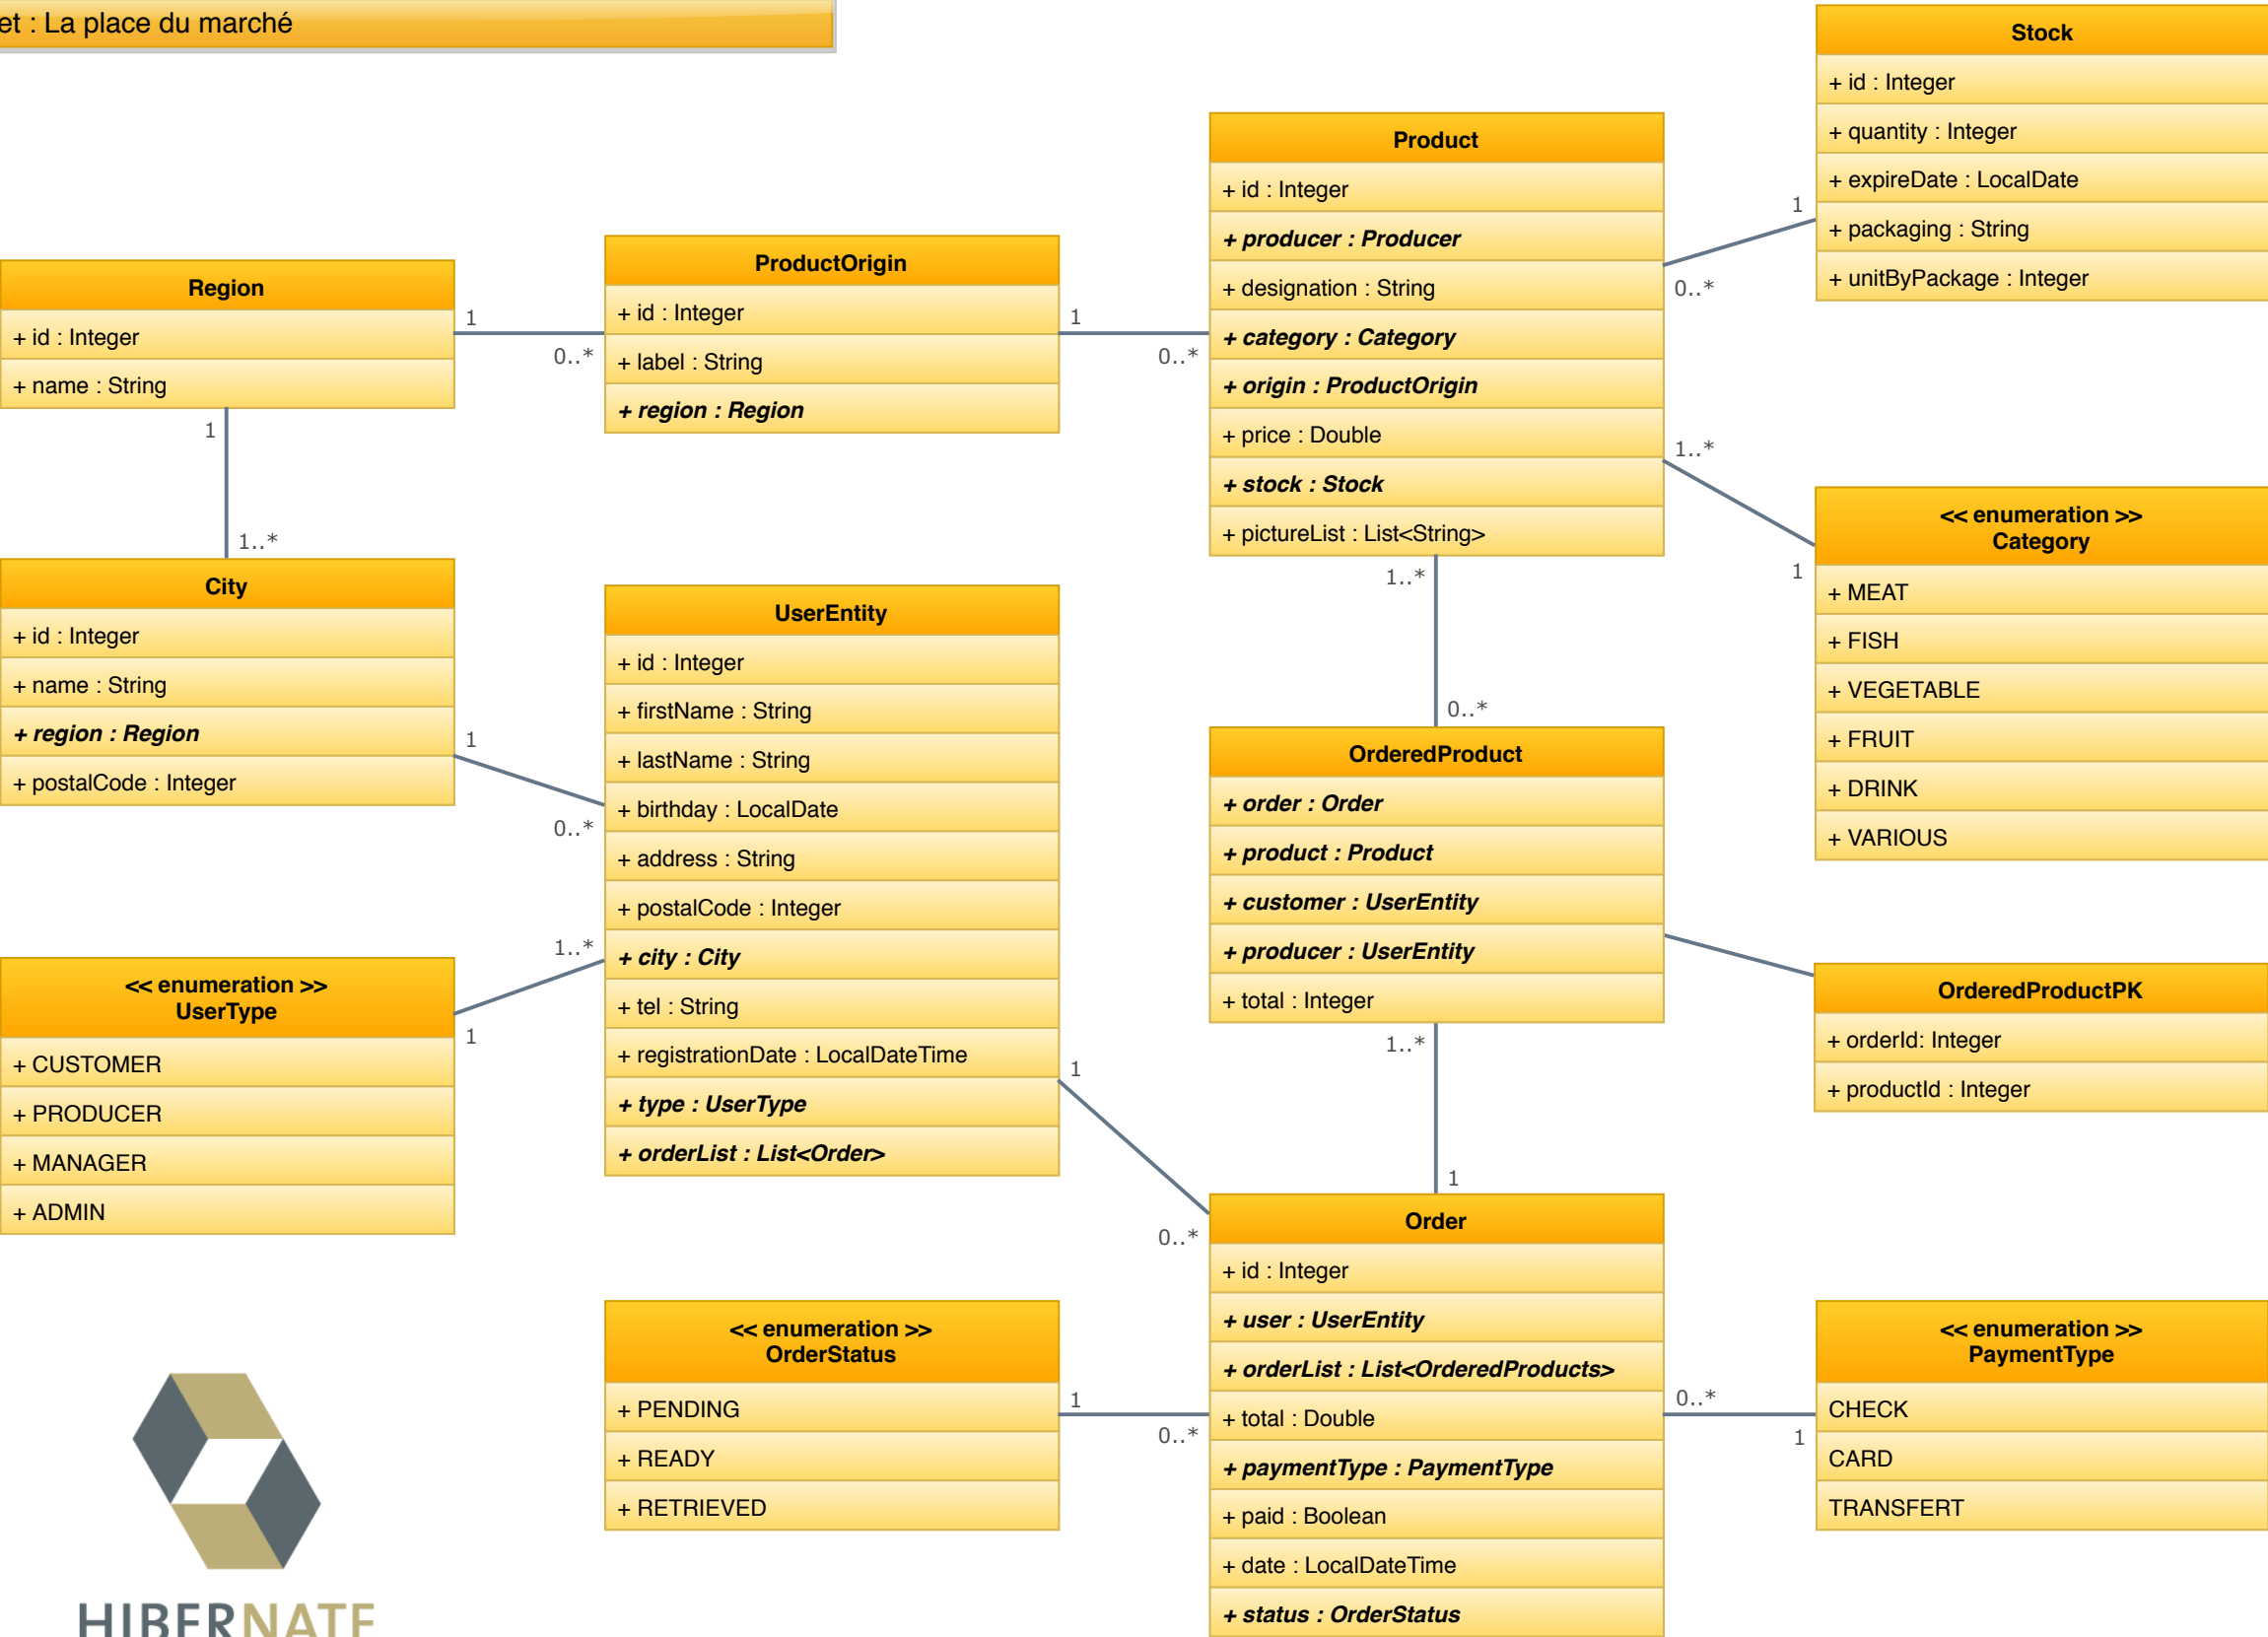 et : La place du marché
Stock
+ id : Integer
+ quantity : Integer
+ expireDate : LocalDate
+ packaging : String
+ unitByPackage : Integer
1
0..*
Product
+ id : Integer
+ producer : Producer
+ designation : String
+ category : Category
+ origin : ProductOrigin
+ price : Double
+ stock : Stock
+ pictureList : List<String>
ProductOrigin
+ id : Integer
+ label : String
+ region : Region
1
0..*
Region
+ id : Integer
+ name : String
1
0..*
1
1..*
1..*
1
<< enumeration >>
Category
+ MEAT
+ FISH
+ VEGETABLE
+ FRUIT
+ DRINK
+ VARIOUS
City
+ id : Integer
+ name : String
+ region : Region
+ postalCode : Integer
1
0..*
UserEntity
+ id : Integer
+ firstName : String
+ lastName : String
+ birthday : LocalDate
+ address : String
+ postalCode : Integer
+ city : City
+ tel : String
+ registrationDate : LocalDateTime
+ type : UserType
+ orderList : List<Order>
1..*
0..*
OrderedProduct
+ order : Order
+ product : Product
+ customer : UserEntity
+ producer : UserEntity
+ total : Integer
OrderedProductPK
+ orderId: Integer
+ productId : Integer
<< enumeration >>
UserType
+ CUSTOMER
+ PRODUCER
+ MANAGER
+ ADMIN
1..*
1
1
0..*
1..*
1
Order
+ id : Integer
+ user : UserEntity
+ orderList : List<OrderedProducts>
+ total : Double
+ paymentType : PaymentType
+ paid : Boolean
+ date : LocalDateTime
+ status : OrderStatus
<< enumeration >>
OrderStatus
+ PENDING
+ READY
+ RETRIEVED
1
0..*
0..*
1
<< enumeration >>
PaymentType
CHECK
CARD
TRANSFERT
HIBERNATE